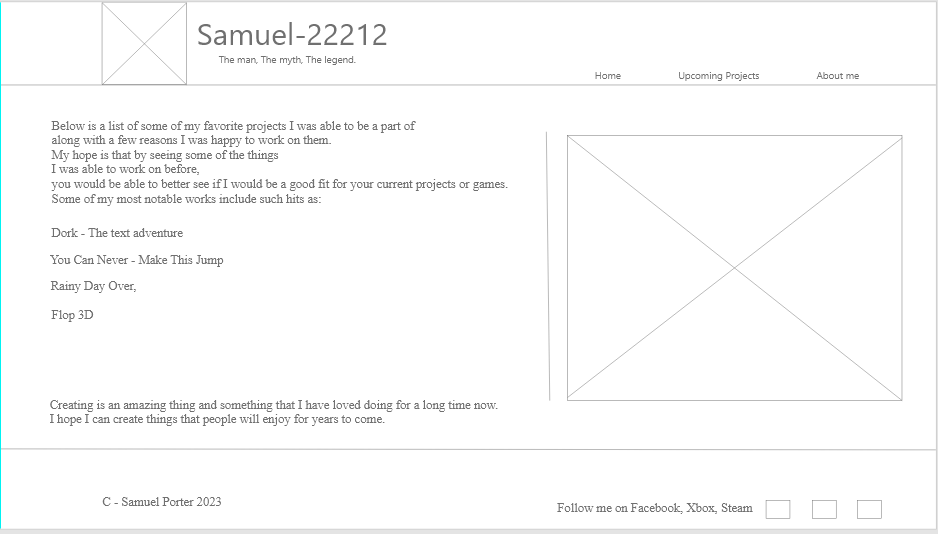 Samuel-22212
The man, The myth, The legend.
Home
Upcoming Projects
About me
Below is a list of some of my favorite projects I was able to be a part of
along with a few reasons I was happy to work on them.
My hope is that by seeing some of the things
I was able to work on before,
you would be able to better see if I would be a good fit for your current projects or games.
Some of my most notable works include such hits as:
Dork - The text adventure
You Can Never - Make This Jump
Rainy Day Over,
Flop 3D
Creating is an amazing thing and something that I have loved doing for a long time now.
I hope I can create things that people will enjoy for years to come.
C - Samuel Porter 2023
Follow me on Facebook, Xbox, Steam